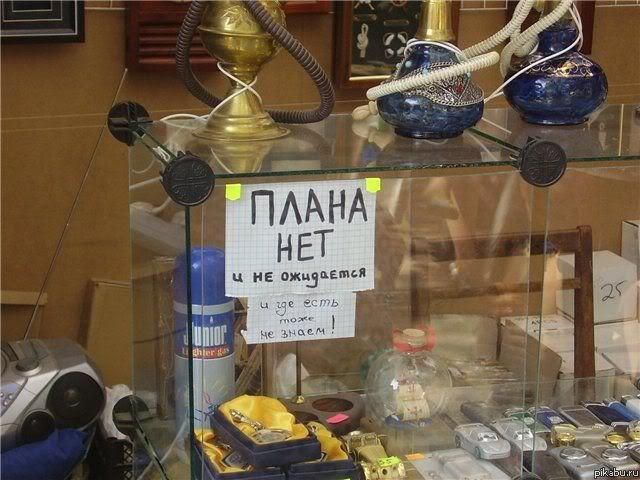 ПЛАНА
НЕТ
и не ожидается
и где есть
тоже
не знаем!
JUNIOR
lighter gas
25
pikabu.ru